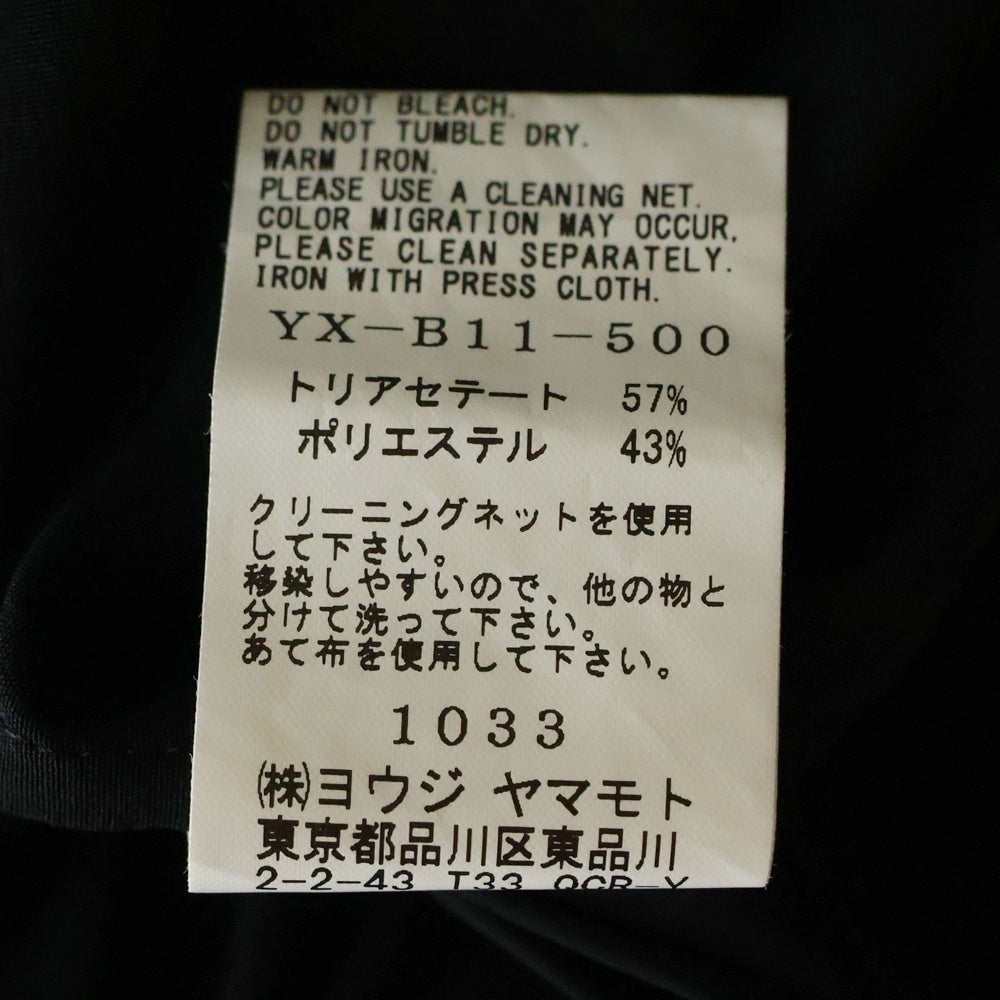 DO NOT BLEACH.
DO NOT TUMBLE DRY.
WARM IRON.
PLEASE USE A CLEANING NET.
COLOR MIGRATION MAY OCCUR.
PLEASE CLEAN SEPARATELY.
IRON WITH PRESS CLOTH.
YX-B11-500
トリアセテート 57%
ポリエステル 43%
クリーニングネットを使用
して下さい。
移染しやすいので、他の物と
分けて洗って下さい。
あて布を使用して下さい。
1033
㈱ヨウジ ヤマモト
東京都品川区東品川
2-2-43 T33 OCR-Y